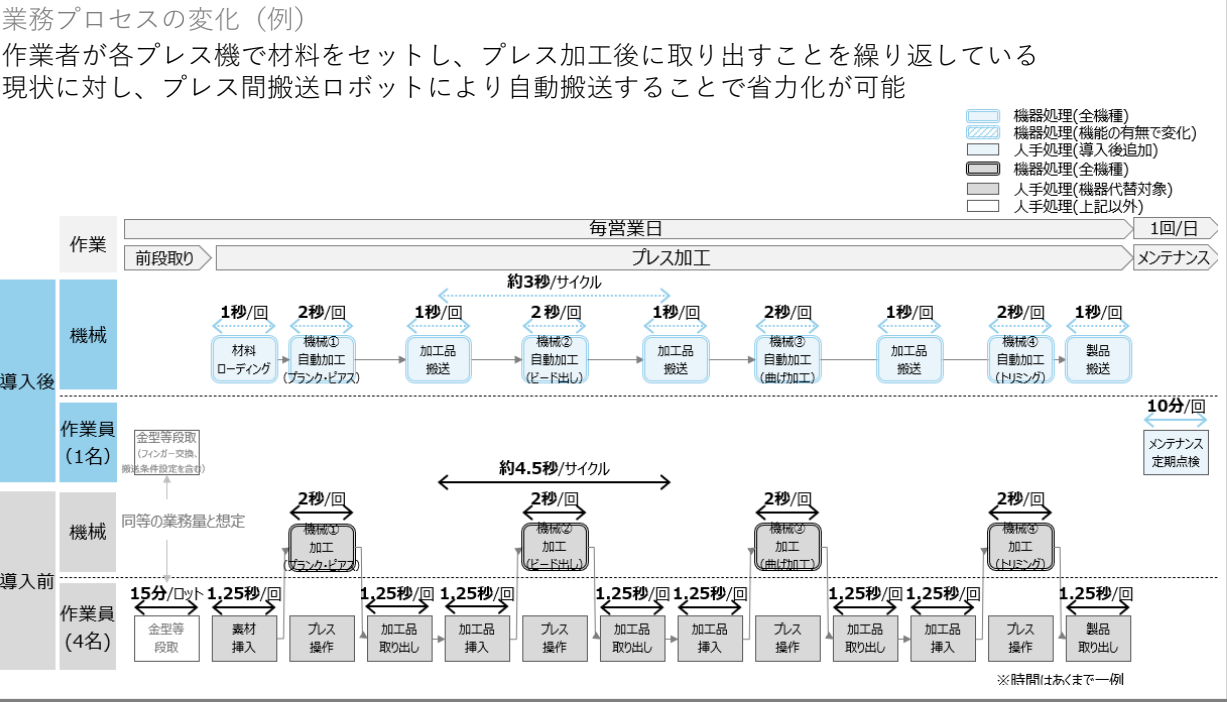 業務プロセスの変化（例）
作業者が各プレス機で材料をセットし、プレス加工後に取り出すことを繰り返している
現状に対し、プレス間搬送ロボットにより自動搬送することで省力化が可能
機器処理(全機種)
機器処理(機能の有無で変化)
人手処理(導入後追加)
機器処理(全機種)
人手処理(機器代替対象)
人手処理(上記以外)
作業
毎営業日
1回/日
前段取り
プレス加工
メンテナンス
導入後
機械
約3秒/サイクル
1秒/回
2秒/回
1秒/回
2秒/回
1秒/回
2秒/回
1秒/回
2秒/回
1秒/回
材料
ローディング
機械①
自動加工
(ブランク・ピアス)
加工品
搬送
機械②
自動加工
(ビード出し)
加工品
搬送
機械③
自動加工
(曲げ加工)
加工品
搬送
機械④
自動加工
(トリミング)
製品
搬送
作業員
(1名)
金型等段取
(フィンガー交換、
搬送条件設定を含む)
10分/回
メンテナンス
定期点検
導入前
機械
同等の業務量と想定
約4.5秒/サイクル
2秒/回
2秒/回
2秒/回
2秒/回
機械①
加工
(ブランク・ピアス)
機械②
加工
(ビード出し)
機械③
加工
(曲げ加工)
機械④
加工
(トリミング)
作業員
(4名)
15分/ロット
1.25秒/回
1.25秒/回
1.25秒/回
1.25秒/回
1.25秒/回
1.25秒/回
1.25秒/回
1.25秒/回
金型等
段取
素材
挿入
プレス
操作
加工品
取り出し
加工品
挿入
プレス
操作
加工品
取り出し
加工品
挿入
プレス
操作
加工品
取り出し
加工品
挿入
プレス
操作
製品
取り出し
※時間はあくまで一例